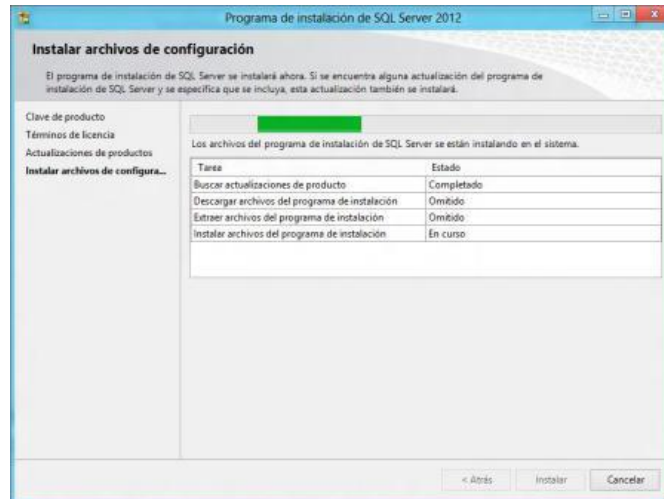 Programa de instalación de SQL Server 2012
Instalar archivos de configuración
El programa de instalación de SQL Server se instalará ahora. Si se encuentra alguna actualización del programa de
instalación de SQL Server y se especifica que se incluya, esta actualización también se instalará.
Clave de producto
Términos de licencia
Actualizaciones de productos
Instalar archivos de configura...
Los archivos del programa de instalación de SQL Server se están instalando en el sistema.
Tarea Estado
Buscar actualizaciones de producto Completado
Descargar archivos del programa de instalación Omitido
Extraer archivos del programa de instalación Omitido
Instalar archivos del programa de instalación En curso
< Atrás Instalar Cancelar